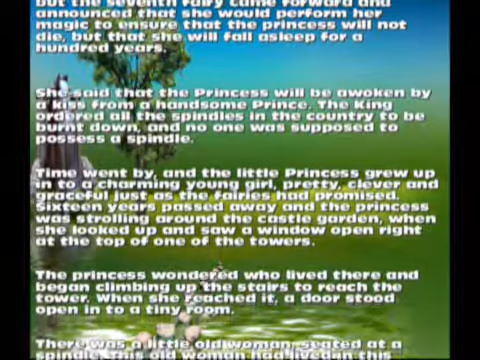 but the seventh Fairy came forward and
announced that she would perform her
magic to ensure that the princess will not
die, but that she will fall asleep for a
hundred years.
She said that the Princess will be awoken by
a kiss from a handsome Prince. The King
ordered all the spindles in the country to be
burnt down, and no one was supposed to
possess a spindle.
Time went by, and the little Princess grew up
in to a charming young girl, pretty, clever and
graceful just as the fairies had promised.
Sixteen years passed away and the princess
was strolling around the castle garden, when
she looked up and saw a window open right
at the top of one of the towers.
The princess wondered who lived there and
began climbing up the stairs to reach the
tower. When she reached it, a door stood
open in to a tiny room.
There was a little old woman, seated at a
spindle. This old woman had lived in this